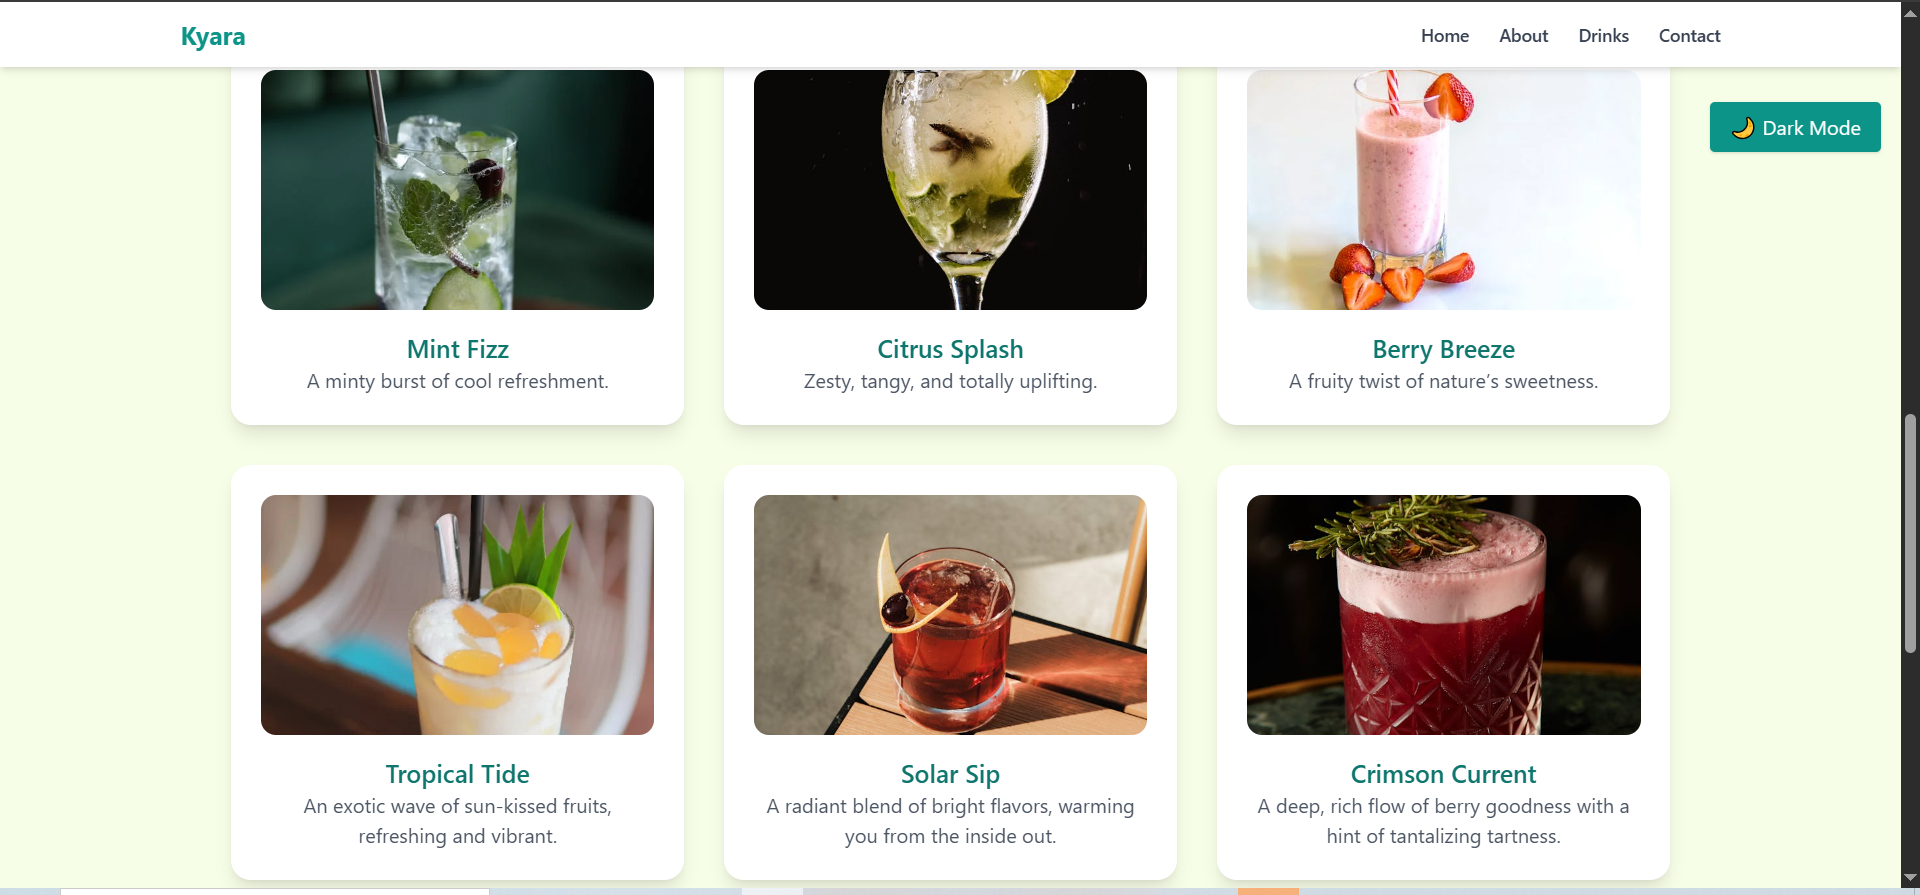 Kyara
Home About Drinks Contact
🌙 Dark Mode
Mint Fizz
A minty burst of cool refreshment.
Citrus Splash
Zesty, tangy, and totally uplifting.
Berry Breeze
A fruity twist of nature’s sweetness.
Tropical Tide
An exotic wave of sun-kissed fruits,
refreshing and vibrant.
Solar Sip
A radiant blend of bright flavors, warming
you from the inside out.
Crimson Current
A deep, rich flow of berry goodness with a
hint of tantalizing tartness.